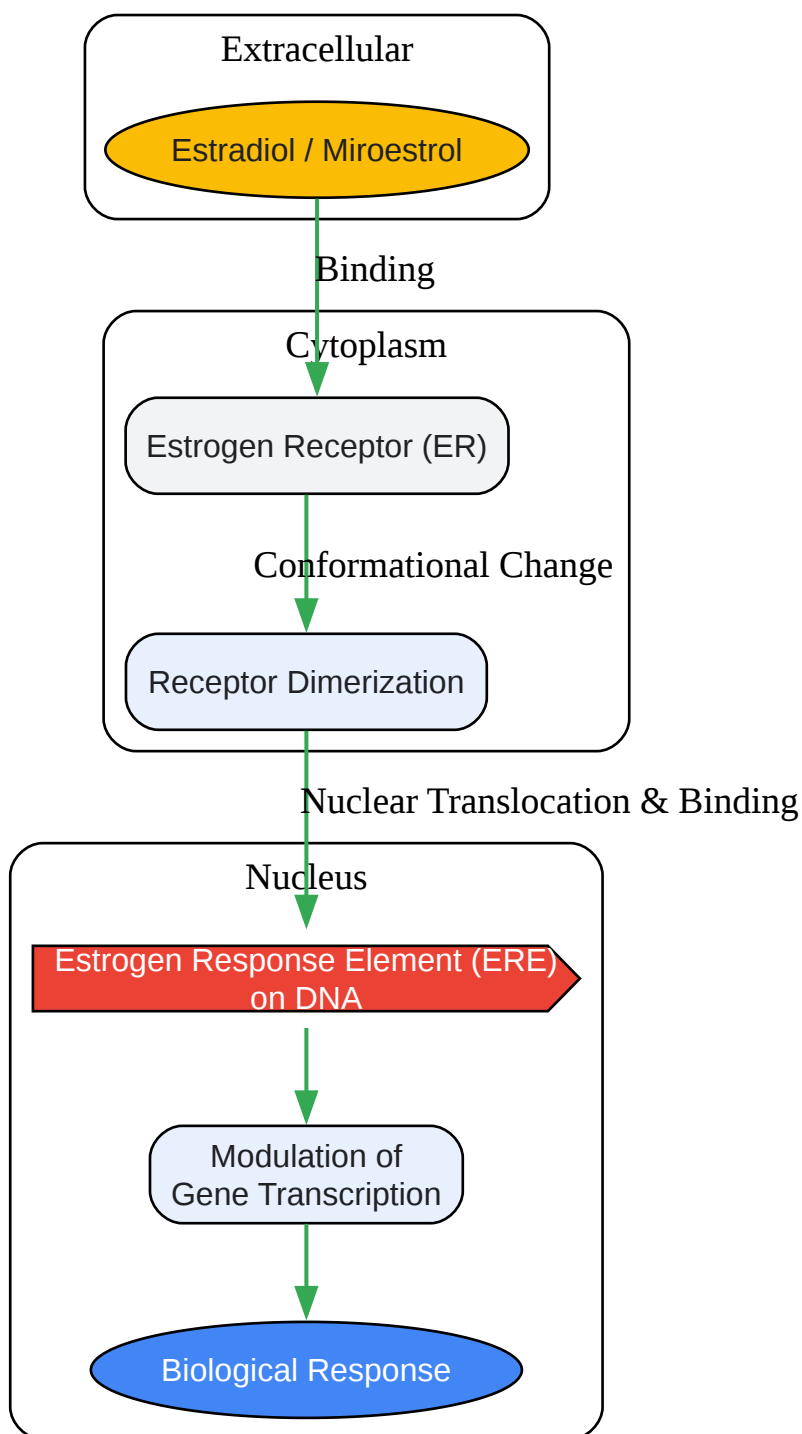 Extracellular
Estradiol / Miroestrol
Binding
Cytoplasm
Estrogen Receptor (ER)
Conformational Change
Receptor Dimerization
Nuclear Translocation & Binding
Nucleus
Estrogen Response Element (ERE)
on DNA
Modulation of
Gene Transcription
Biological Response